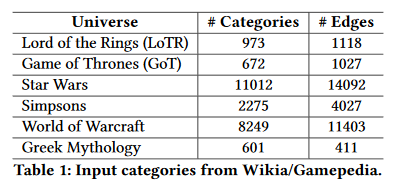 Universe # Categories # Edges
Lord of the Rings (LoTR) 973 1118
Game of Thrones (GoT) 672 1027
Star Wars 11012 14092
Simpsons 2275 4027
World of Warcraft 8249 11403
Greek Mythology 601 411
Table 1: Input categories from Wikia/Gamepedia.